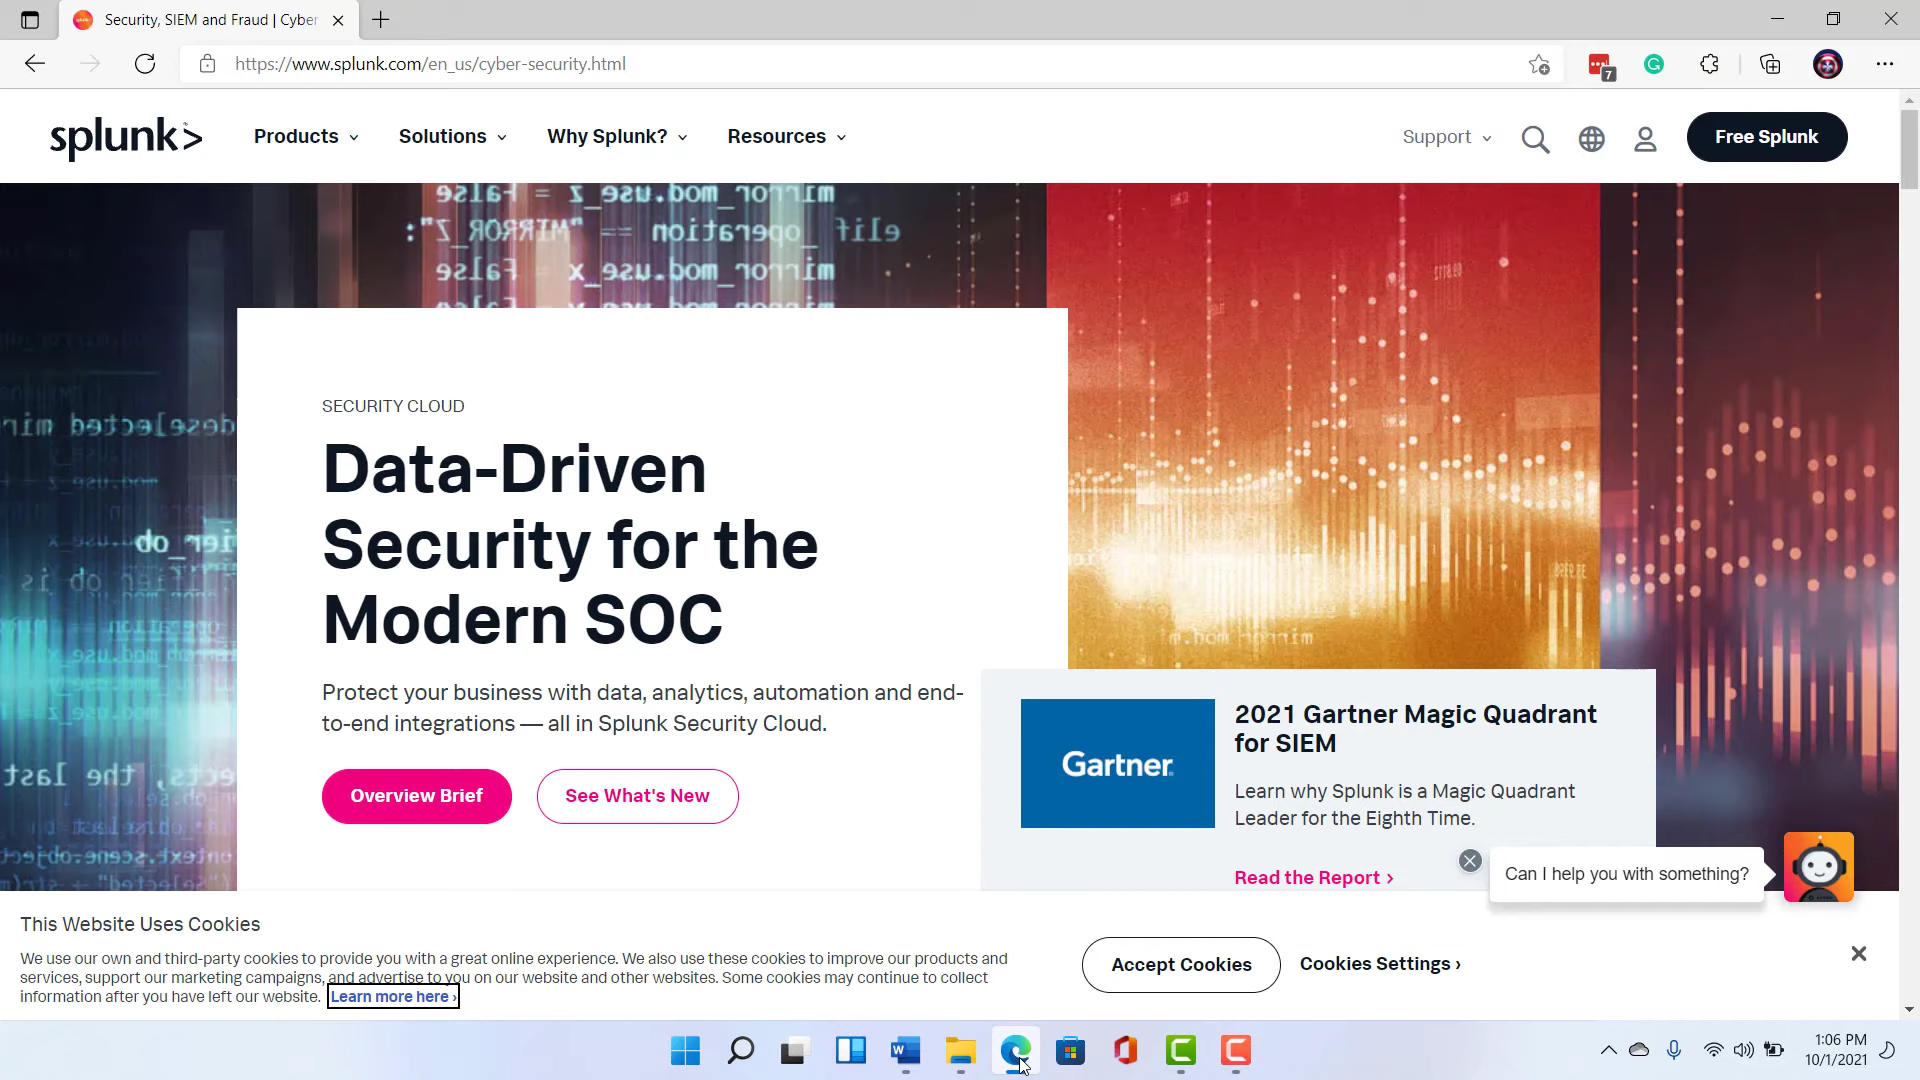 Security, SIEM and Fraud | Cyber
https://www.splunk.com/en_us/cyber-security.html
7
splunk>
Products
Solutions
Why Splunk?
Resources
Support
Free Splunk
SECURITY CLOUD
Data-Driven
Security for the
Modern SOC
Protect your business with data, analytics, automation and end-
to-end integrations — all in Splunk Security Cloud.
Overview Brief
See What's New
Gartner
2021 Gartner Magic Quadrant
for SIEM
Learn why Splunk is a Magic Quadrant
Leader for the Eighth Time.
Read the Report ›
Can I help you with something?
This Website Uses Cookies
We use our own and third-party cookies to provide you with a great online experience. We also use these cookies to improve our products and
services, support our marketing campaigns, and advertise to you on our website and other websites. Some cookies may continue to collect
information after you have left our website. Learn more here ›
Accept Cookies
Cookies Settings ›
1:06 PM
10/1/2021